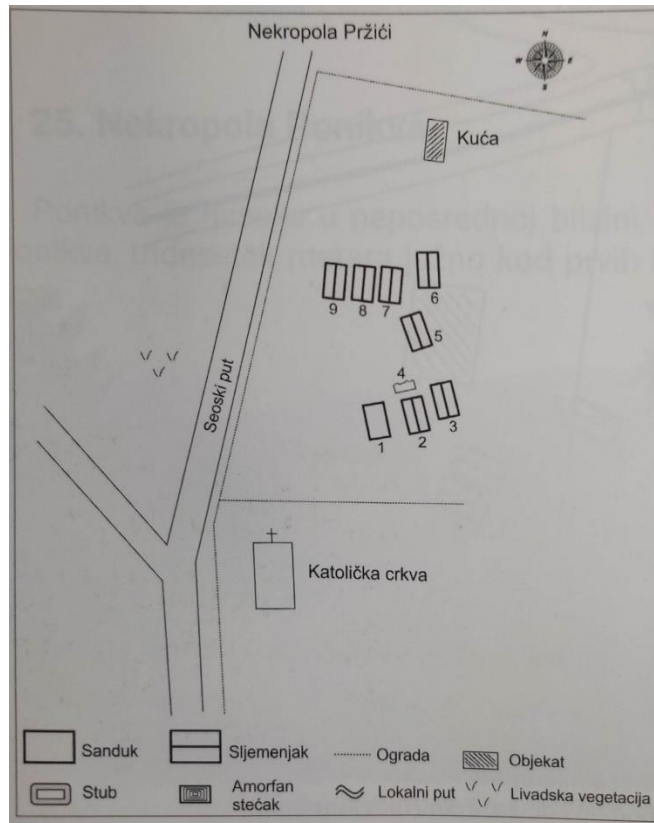 Nekropola Pržići
N
W E
S
Kuća
9 8 7 6
5
4
1 2 3
Seoski put
Katolička crkva
Sanduk
Sljemenjak
Ograda
Objekat
Stub
Amorfan
stećak
Lokalni put
Livadska vegetacija